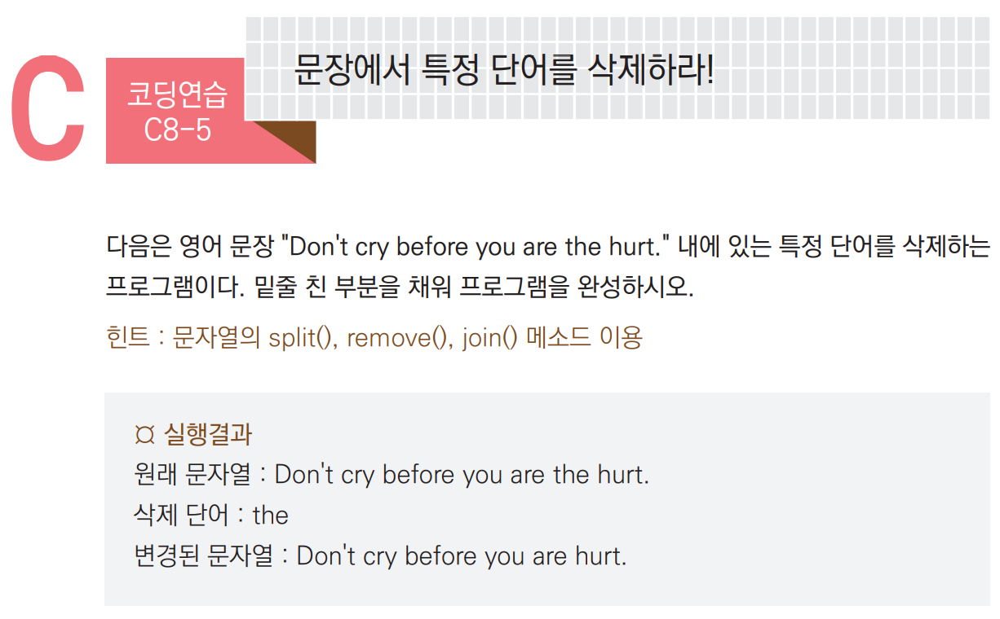 C
코딩연습
C8-5
문장에서 특정 단어를 삭제하라!
다음은 영어 문장 "Don't cry before you are the hurt." 내에 있는 특정 단어를 삭제하는
프로그램이다. 밑줄 친 부분을 채워 프로그램을 완성하시오.
힌트 : 문자열의 split(), remove(), join() 메소드 이용
¤ 실행결과
원래 문자열 : Don't cry before you are the hurt.
삭제 단어 : the
변경된 문자열 : Don't cry before you are hurt.